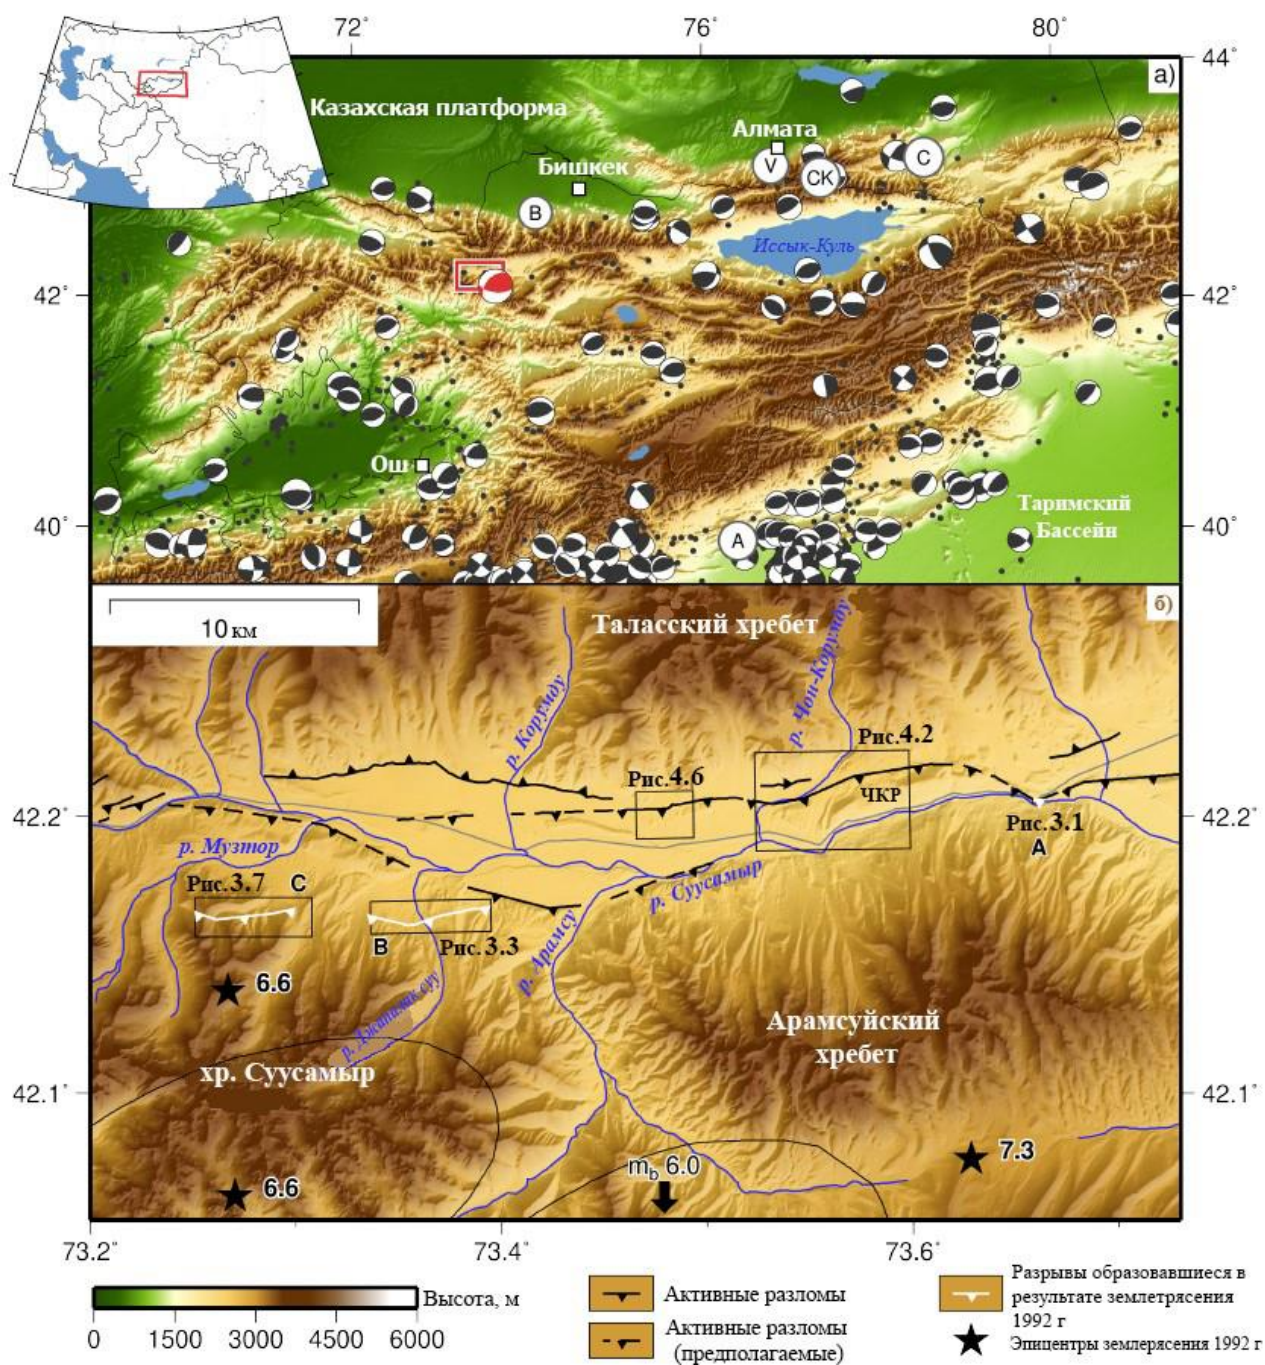 72° 76° 80°
44°
а)
Казахская платформа
Алмата
V
С
СК
Бишкек
В
Иссык-Куль
42° 42°
Ош
Таримский
Бассейн
А
40° 40°
б)
10 км
Таласский хребет
р. Корумду
р. Чон-Корумду
Рис.4.2
Рис.4.6
ЧКР
42.2° 42.2°
Рис.3.1
А
р. Музтор
р. Суусамыр
Рис.3.7 С
В Рис.3.3
р. Арамсу
6.6
р. Джипалик суу
Арамсуйский
хребет
хр. Суусамыр
42.1° 42.1°
7.3
mb 6.0
6.6
73.2° 73.4° 73.6°
Высота, м
0 1500 3000 4500 6000
Активные разломы
Активные разломы
(предполагаемые)
Разрывы образовавшиеся в
результате землетрясения
1992 г
Эпицентры землерясения 1992 г